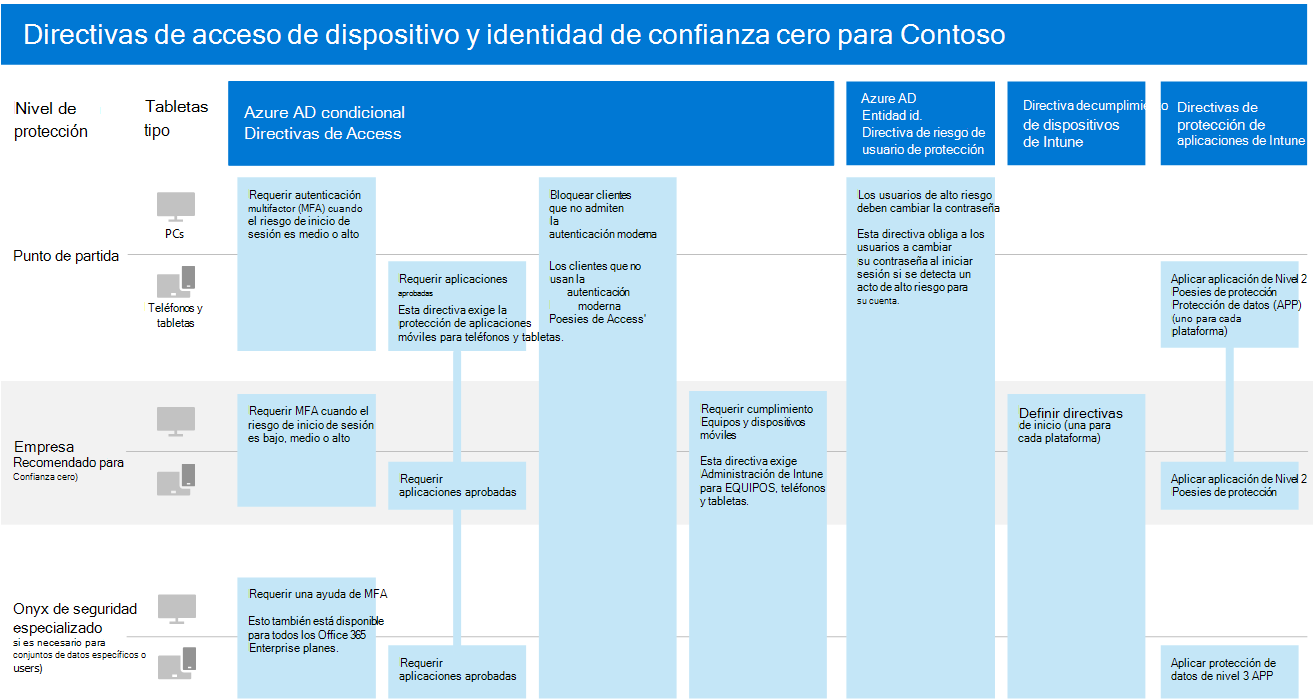 Directivas de acceso de dispositivo y identidad de confianza cero para Contoso
Nivel de
protección
Tabletas
tipo
Azure AD condicional
Directivas de Access
Azure AD
Entidad id.
Directiva de riesgo de
usuario de protección
Directiva de cumplimiento
de dispositivos
de Intune
Directivas de
protección de
aplicaciones de Intune
Punto de partida
PCs
Teléfonos y
tabletas
Requerir autenticación
multifactor (MFA) cuando
el riesgo de inicio de
sesión es medio o alto
Requerir aplicaciones
aprobadas
Esta directiva exige la
protección de aplicaciones
móviles para teléfonos y tabletas.
Bloquear clientes
que no admiten
la
autenticación moderna
Los clientes que no
usan la
autenticación
moderna
Poesies de Access'
Los usuarios de alto riesgo
deben cambiar la contraseña
Esta directiva obliga a los
usuarios a cambiar
su contraseña al iniciar
sesión si se detecta un
acto de alto riesgo para
su cuenta.
Aplicar aplicación de Nivel 2
Poesies de protección
Protección de datos (APP)
(uno para cada
plataforma)
Empresa
Recomendado para
Confianza cero)
Requerir MFA cuando el
riesgo de inicio de sesión
es bajo, medio o alto
Requerir
aplicaciones aprobadas
Requerir cumplimiento
Equipos y dispositivos
móviles
Esta directiva exige
Administración de Intune
para EQUIPOS, teléfonos
y tabletas.
Definir directivas
de inicio (una para
cada plataforma)
Aplicar aplicación de Nivel 2
Poesies de protección
Onyx de seguridad
especializado
si es necesario para
conjuntos de datos específicos o
users)
Requerir una ayuda de MFA
Esto también está disponible
para todos los Office 365
Enterprise planes.
Requerir
aplicaciones aprobadas
Aplicar protección de
datos de nivel 3 APP